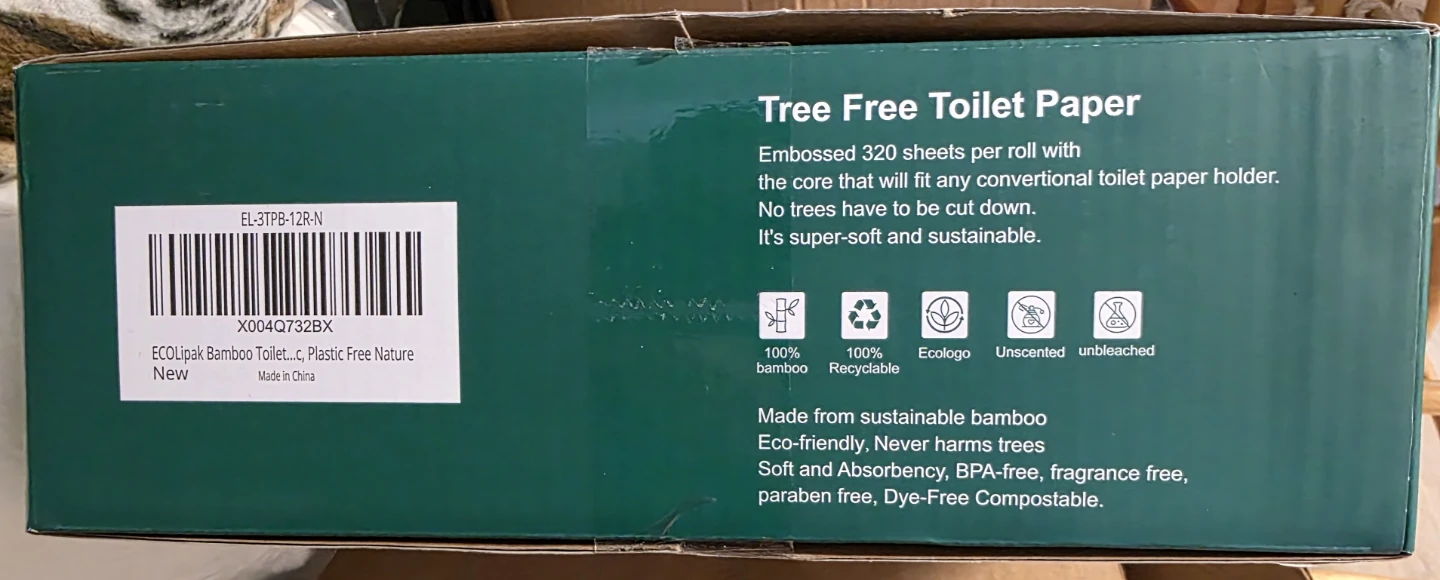 EL-3TPB-12R-N
X004Q732BX
ECOLipak Bamboo Toilet...c, Plastic Free Nature
New Made in China
Tree Free Toilet Paper
Embossed 320 sheets per roll with
the core that will fit any convertional toilet paper holder.
No trees have to be cut down.
It's super-soft and sustainable.
100%
bamboo
100%
Recyclable
Ecologo
Unscented
unbleached
Made from sustainable bamboo
Eco-friendly, Never harms trees
Soft and Absorbency, BPA-free, fragrance free,
paraben free, Dye-Free Compostable.